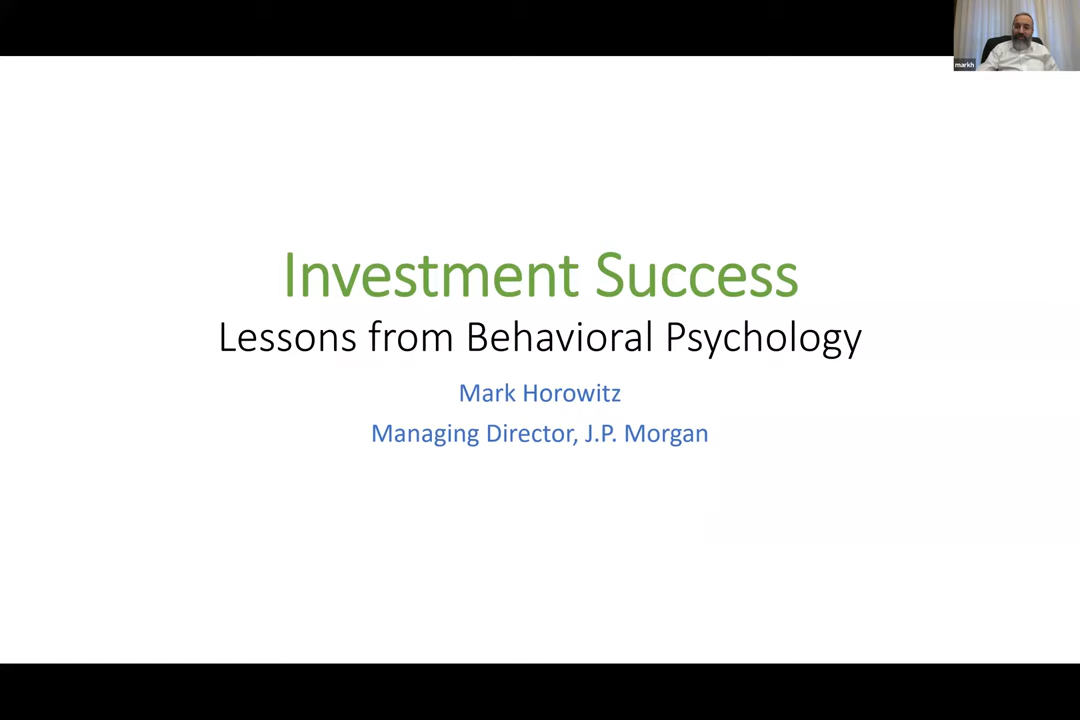 markh
Investment Success
Lessons from Behavioral Psychology
Mark Horowitz
Managing Director, J.P. Morgan